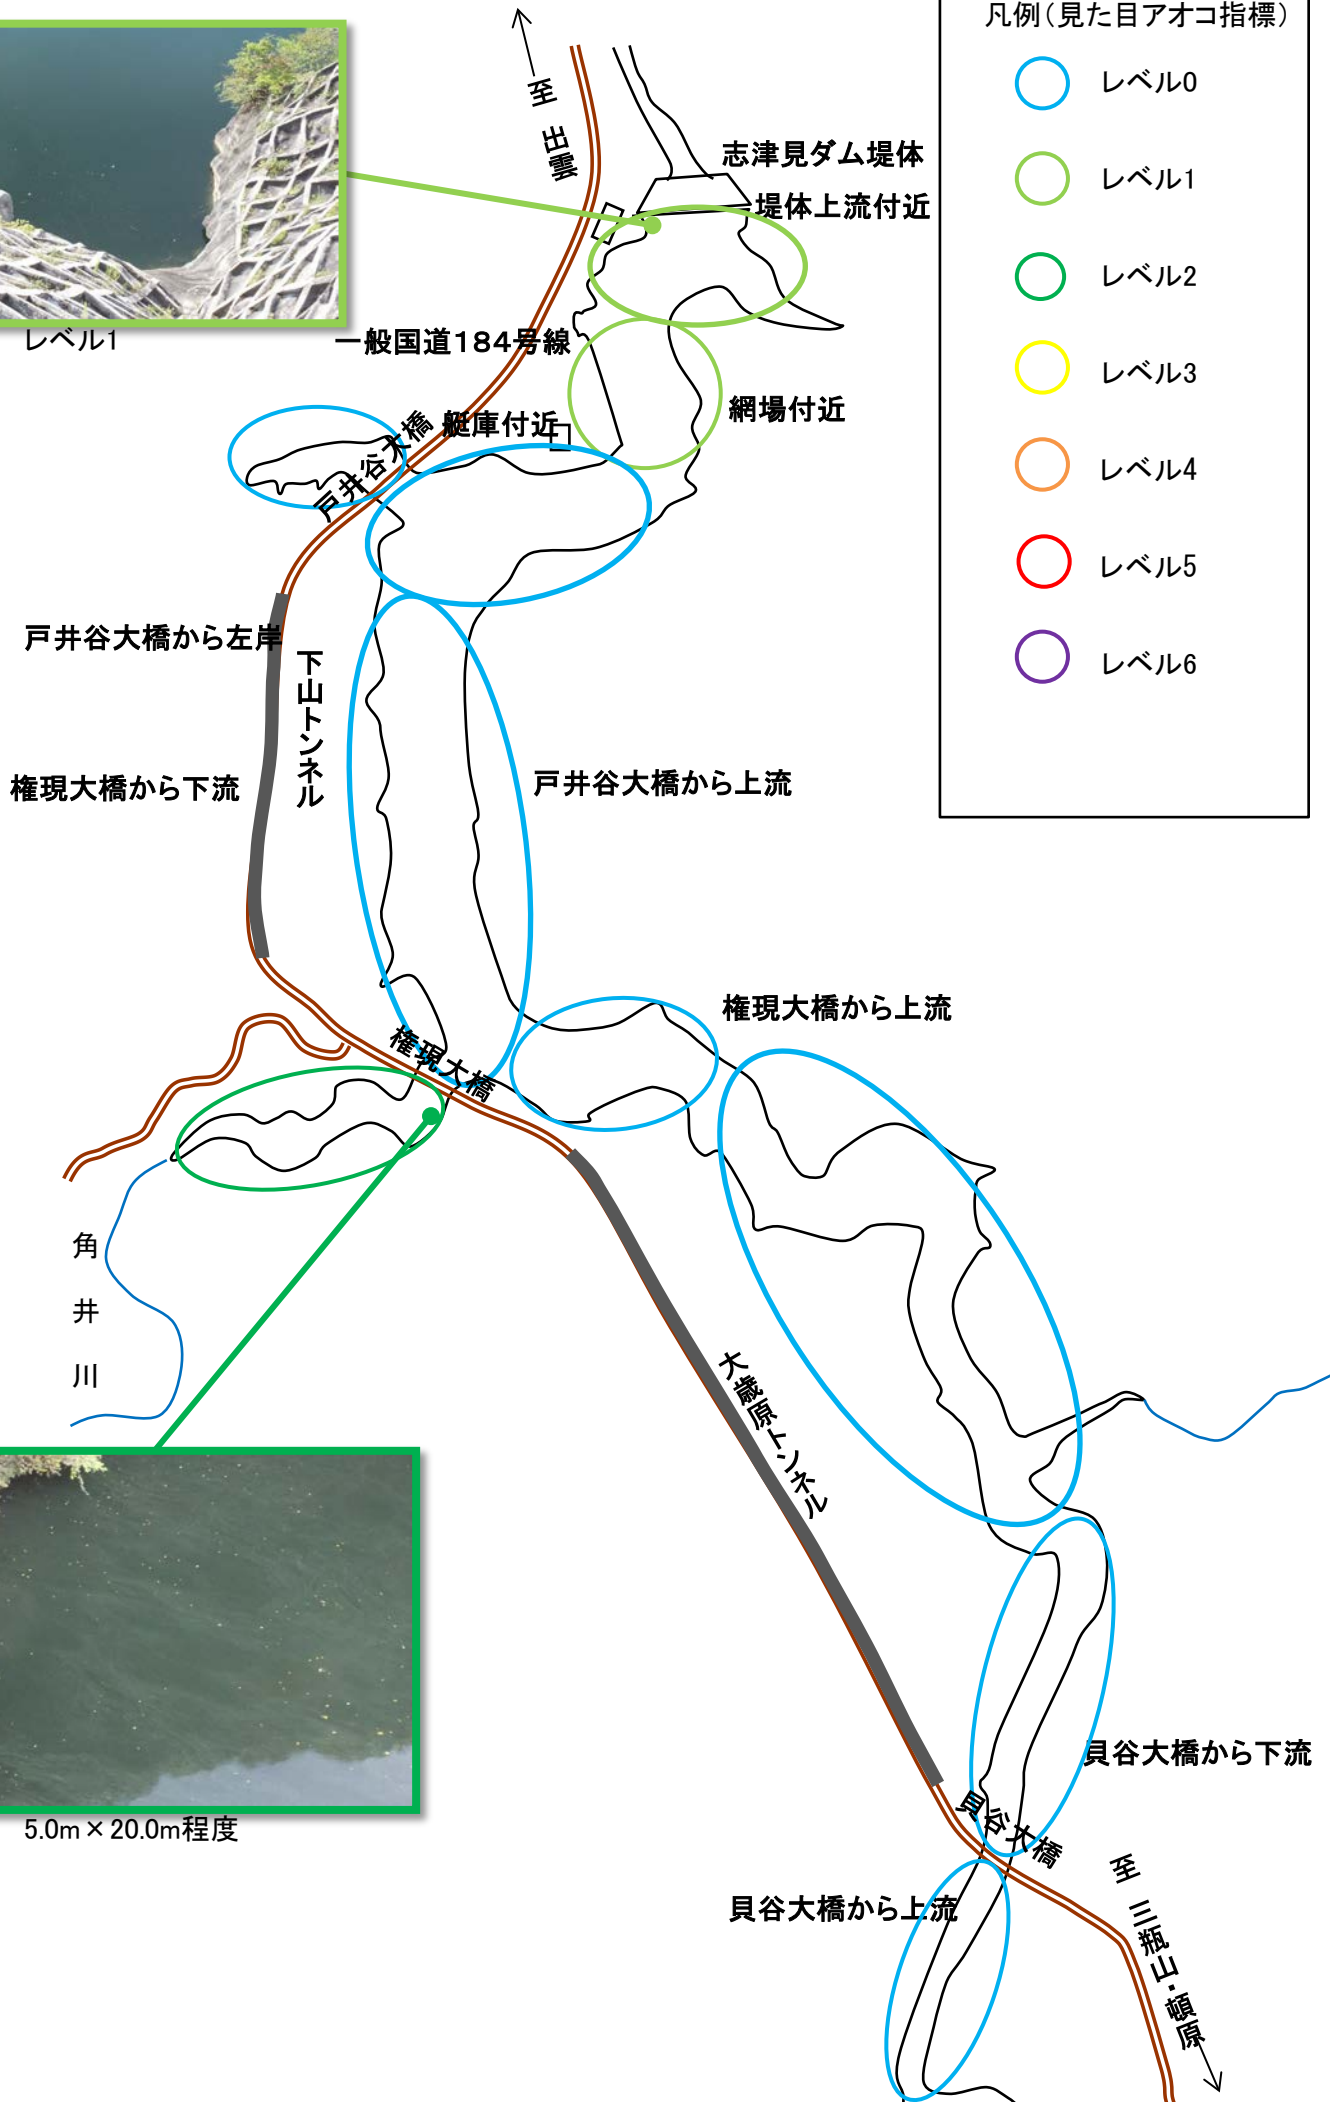 凡例（見た目アオコ指標）
レベル0
レベル1
レベル2
レベル3
レベル4
レベル5
レベル6
至 出雲
志津見ダム堤体
堤体上流付近
レベル1
一般国道184号線
網場付近
艇庫付近
戸井谷大橋
戸井谷大橋から左岸
下山トンネル
権現大橋から下流
戸井谷大橋から上流
権現大橋から上流
権現大橋
角井川
大歳原トンネル
5.0m×20.0m程度
貝谷大橋から下流
貝谷大橋
貝谷大橋から上流
至 三瓶山・頓原